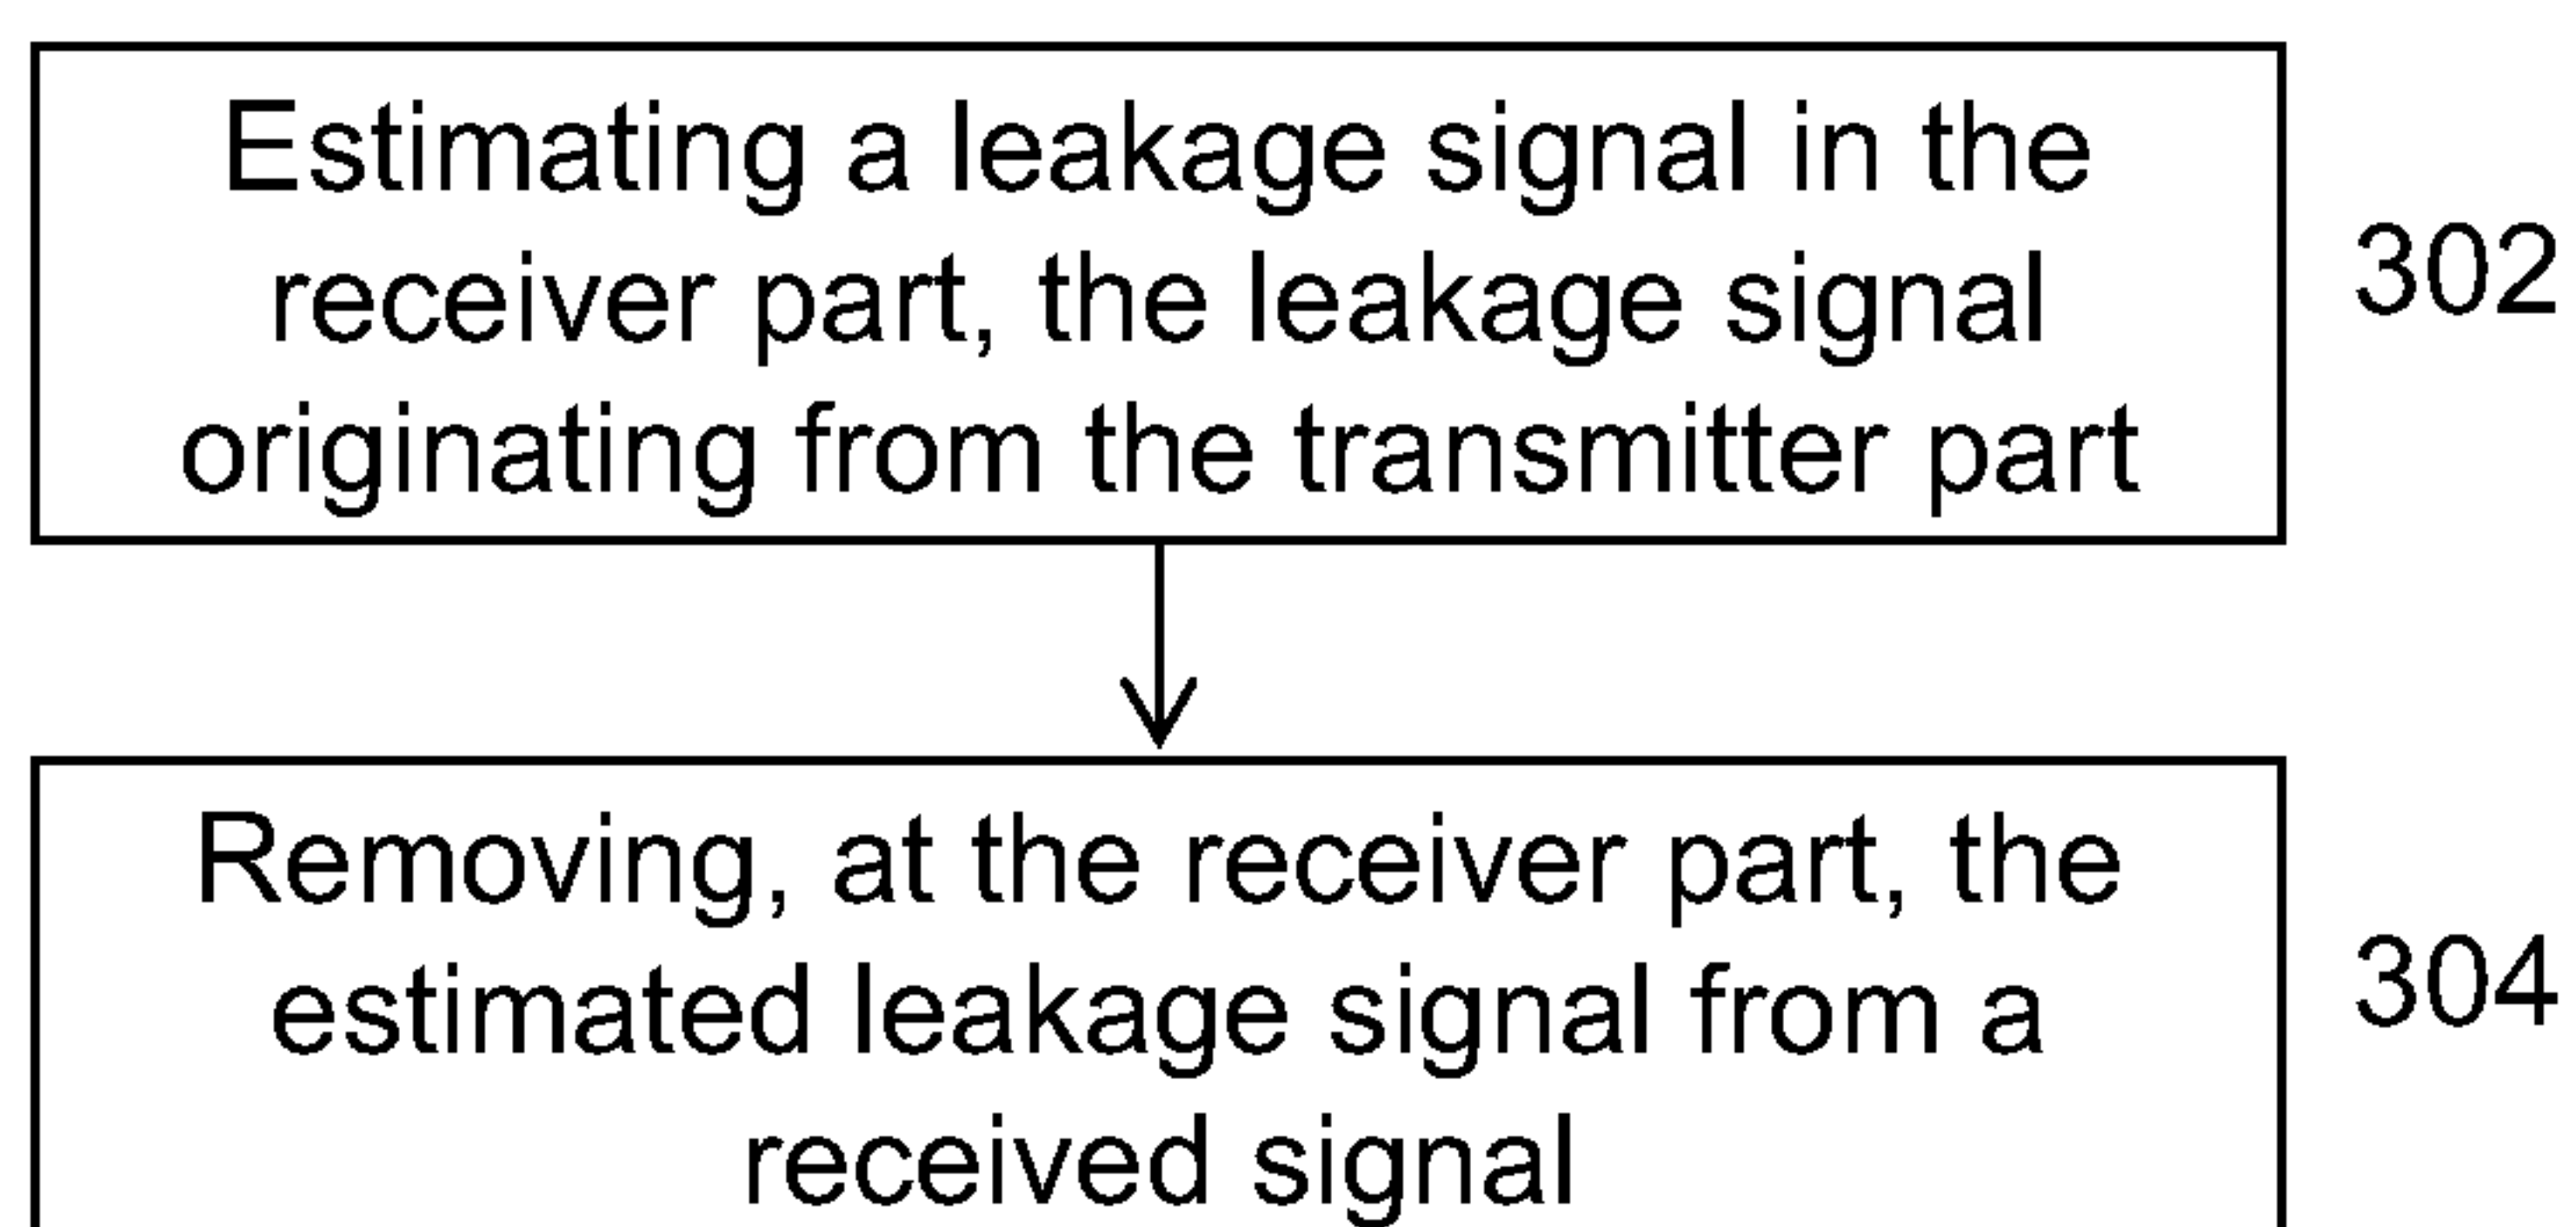 Estimating a leakage signal in the
receiver part, the leakage signal
originating from the transmitter part
302
Removing, at the receiver part, the
estimated leakage signal from a
received signal
304